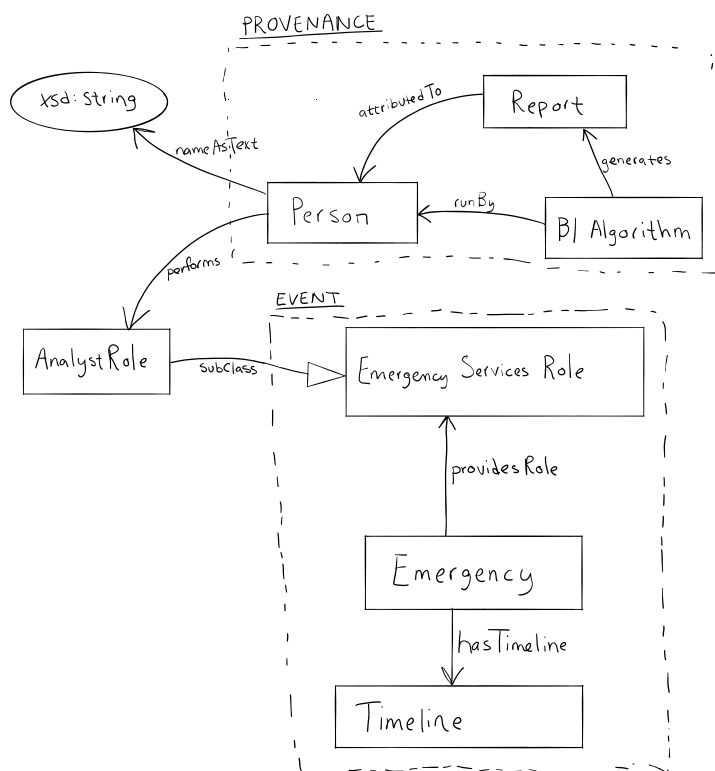 PROVENANCE
xsd:string
attributedTo
Report
nameAsText
generates
Person
runBy
BI Algorithm
performs
EVENT
AnalystRole
subClass
Emergency Services Role
providesRole
Emergency
hasTimeline
Timeline